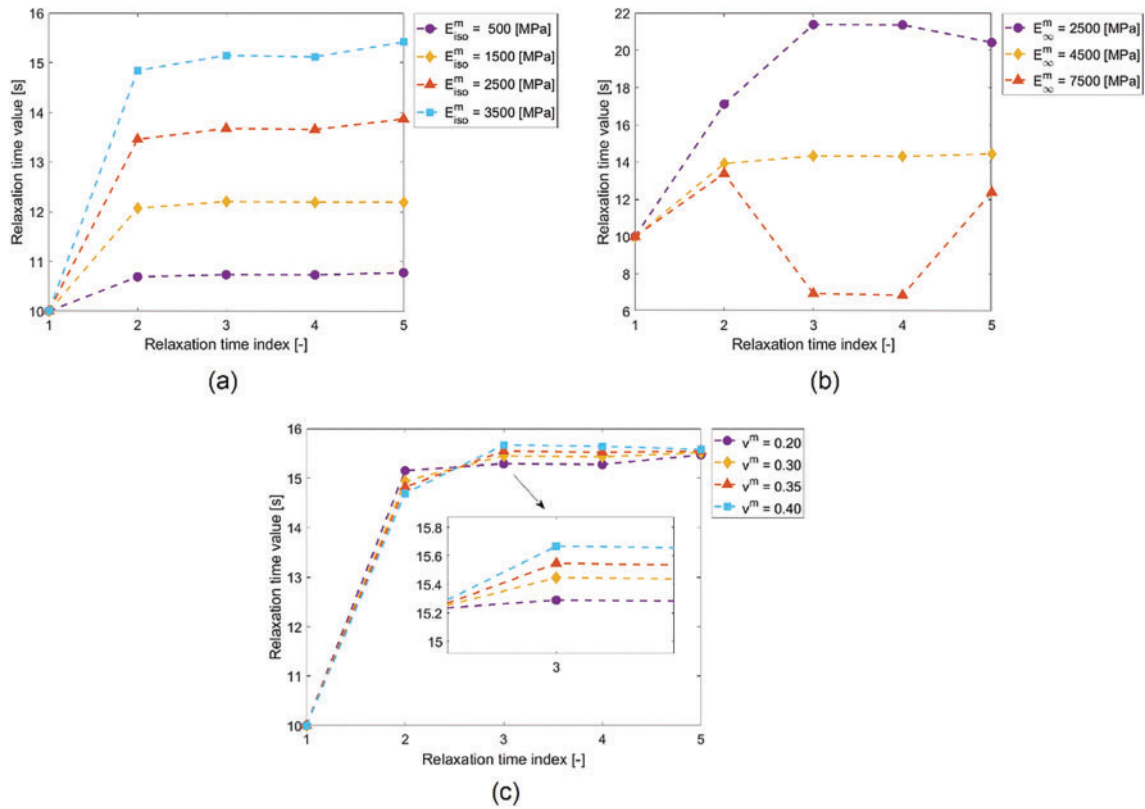 16
15
14
13
12
11
10
Relaxation time value [s]
1 2 3 4 5
Relaxation time index [-]
E^m_iso = 500 [MPa]
E^m_iso = 1500 [MPa]
E^m_iso = 2500 [MPa]
E^m_iso = 3500 [MPa]
(a)
22
20
18
16
14
12
10
8
6
Relaxation time value [s]
1 2 3 4 5
Relaxation time index [-]
E^m_∞ = 2500 [MPa]
E^m_∞ = 4500 [MPa]
E^m_∞ = 7500 [MPa]
(b)
16
15
14
13
12
11
10
Relaxation time value [s]
15.8
15.6
15.4
15.2
15
3
1 2 3 4 5
Relaxation time index [-]
ν^m = 0.20
ν^m = 0.30
ν^m = 0.35
ν^m = 0.40
(c)